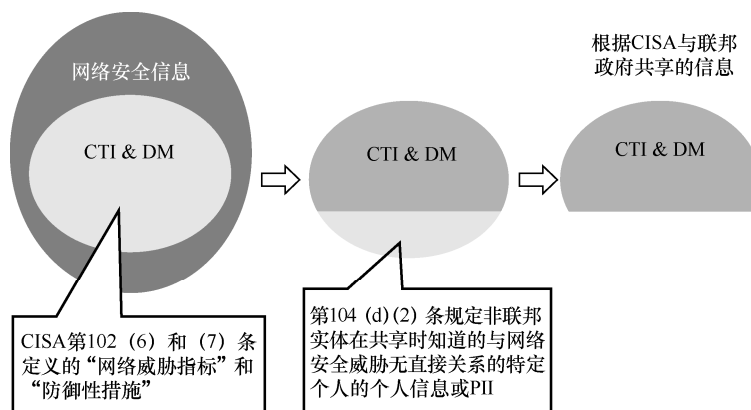 网络安全信息
CTI & DM
CISA第102（6）和（7）条
定义的“网络威胁指标”和
“防御性措施”
CTI & DM
第104 (d)(2) 条规定非联邦
实体在共享时知道的与网络
安全威胁无直接关系的特定
个人的个人信息或PII
根据CISA与联邦
政府共享的信息
CTI & DM